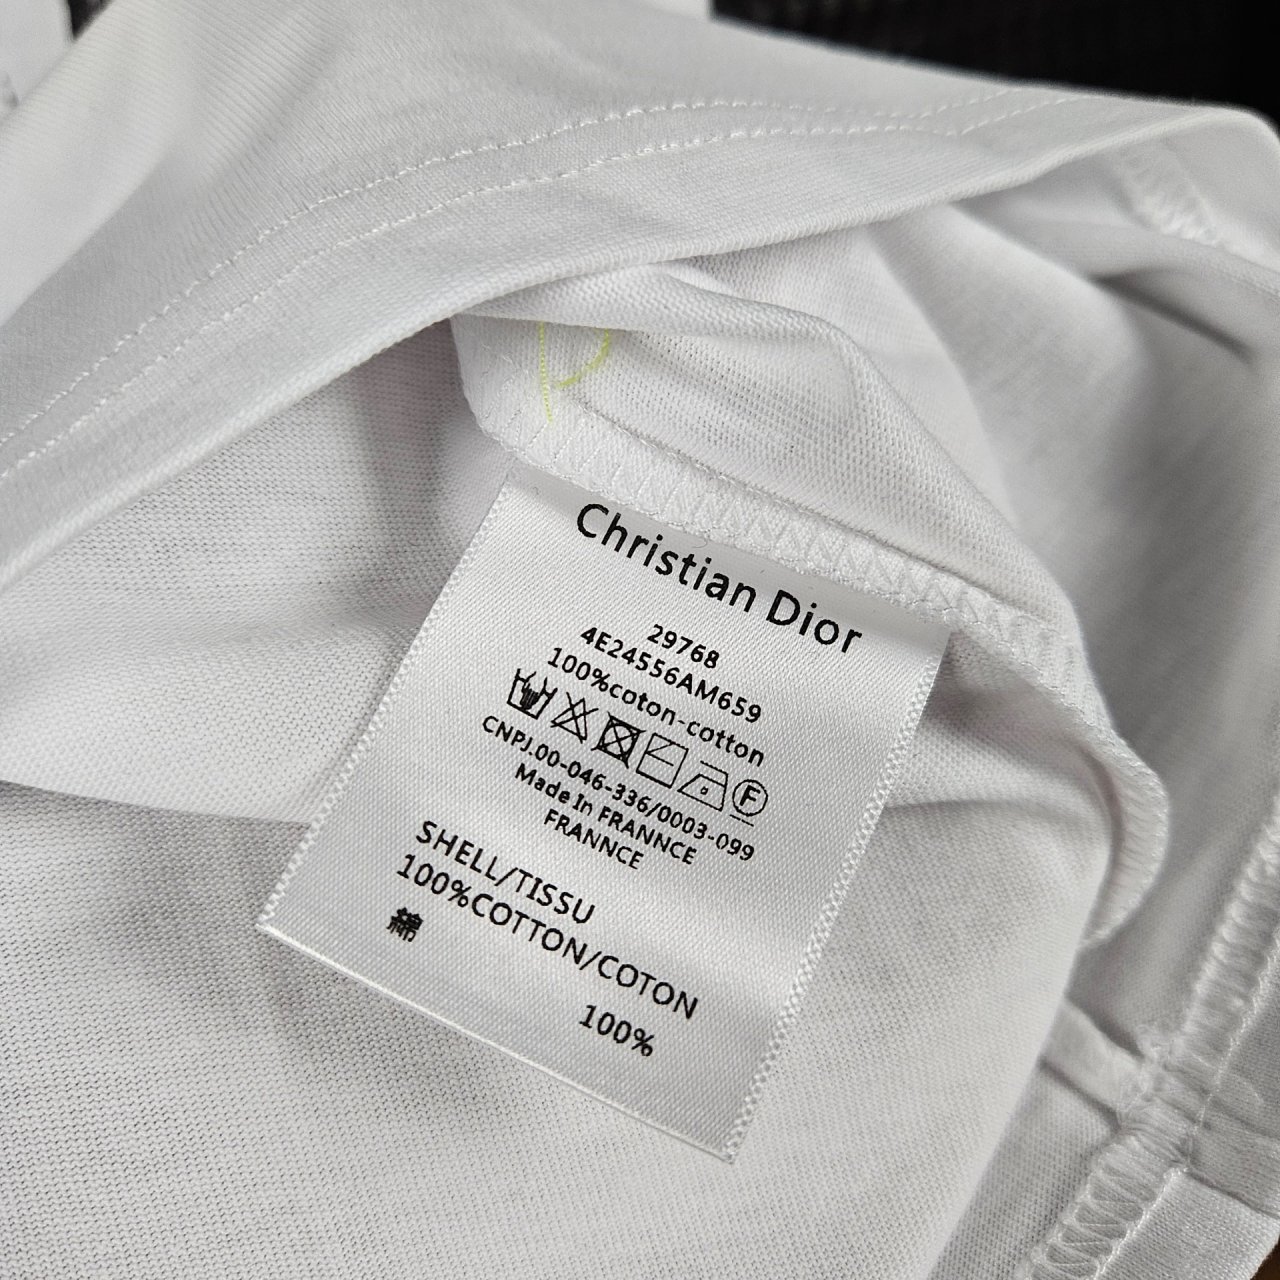 Christian Dior
29768
4E24556AM659
100%coton-cotton
F
CNPJ.00-046-336/0003-099
Made In FRANNCE
FRANNCE
SHELL/TISSU
100%COTTON/COTON
綿
100%